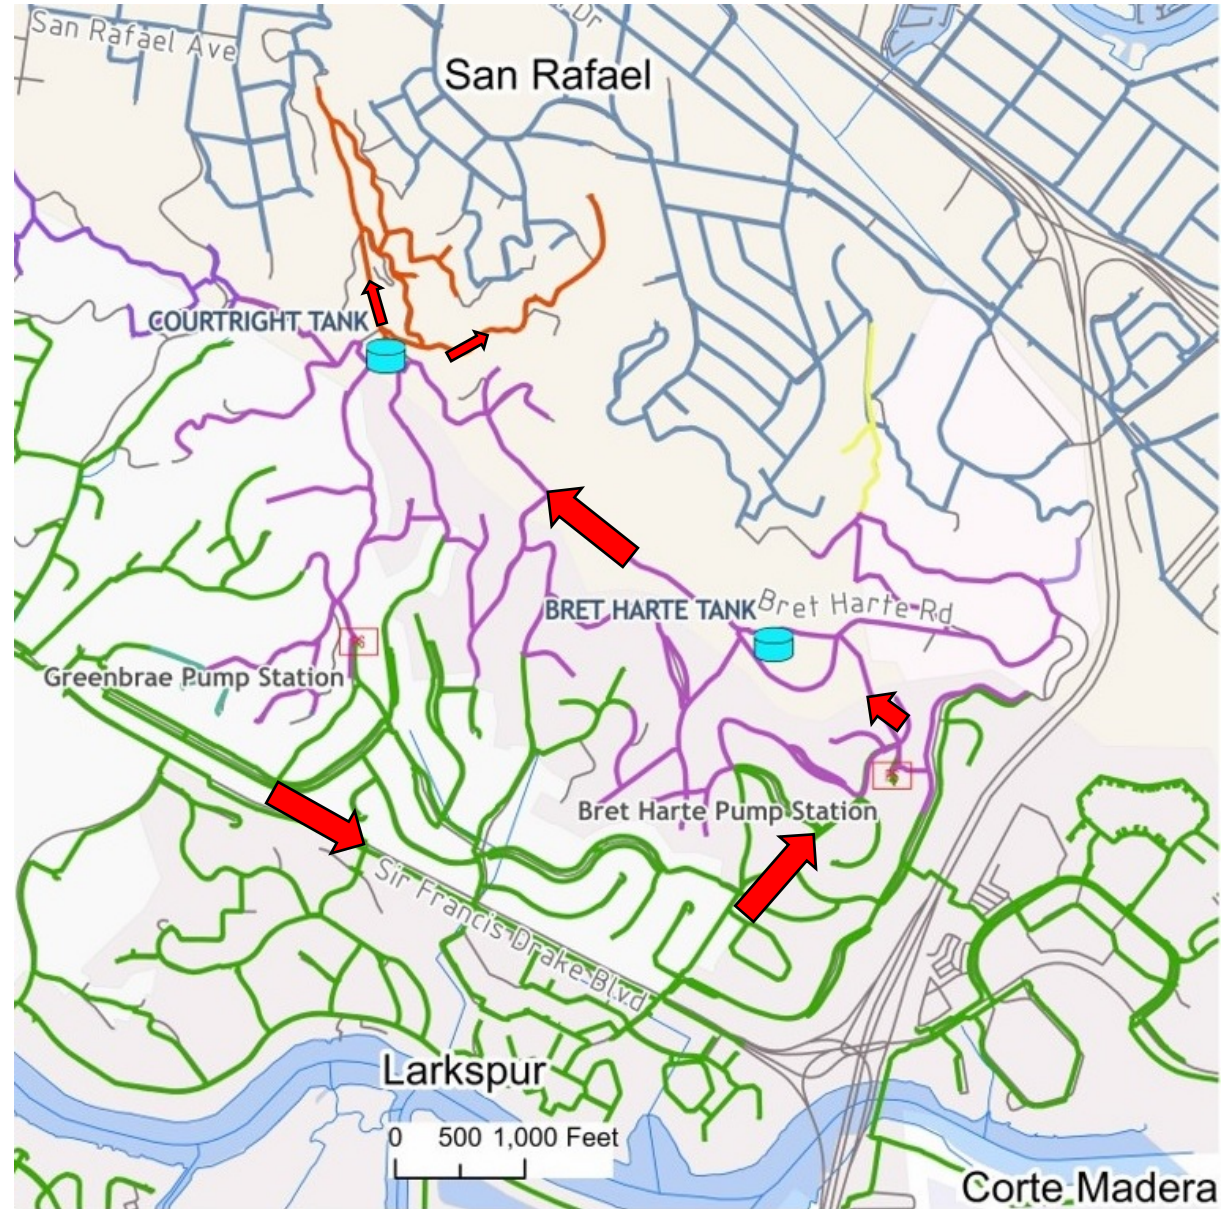 San Rafael Ave
Dr
San Rafael
COURTRIGHT TANK
BRET HARTE TANK
Bret Harte Rd
Greenbrae Pump Station
Bret Harte Pump Station
Sir Francis Drake Blvd
Larkspur
0 500 1,000 Feet
Corte Madera